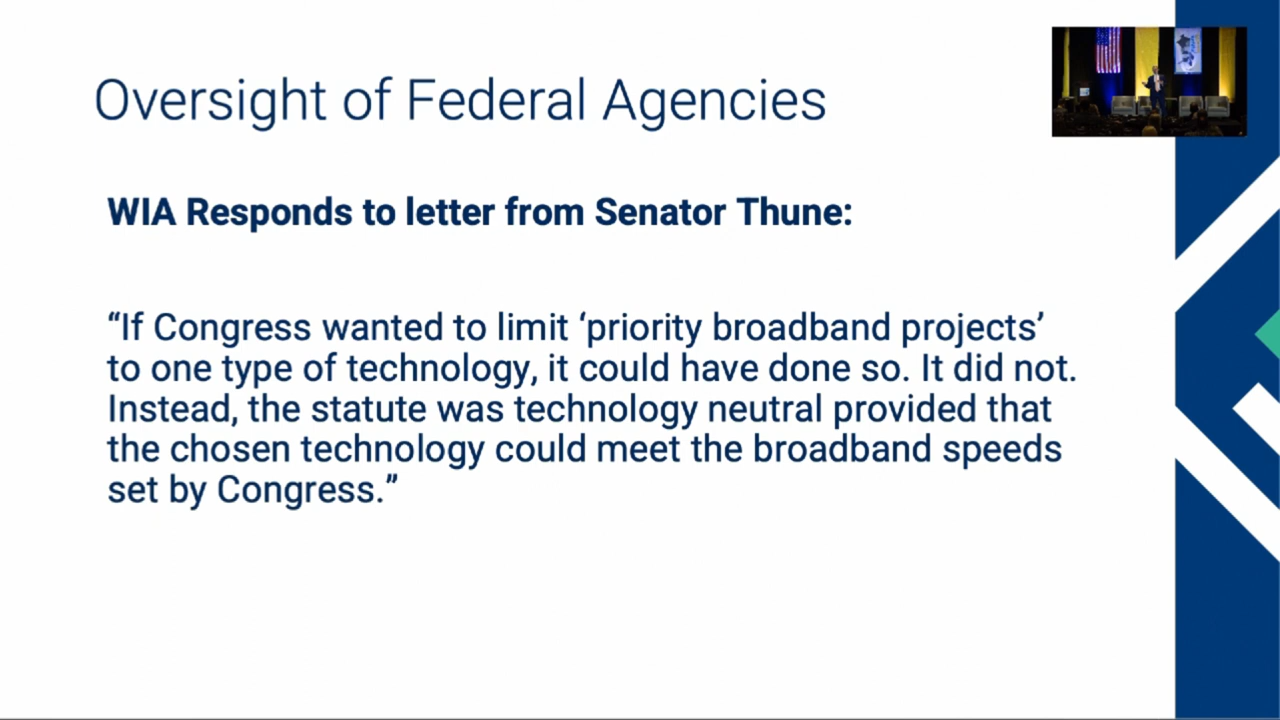 Oversight of Federal Agencies
WIA Responds to letter from Senator Thune:
“If Congress wanted to limit ‘priority broadband projects’
to one type of technology, it could have done so. It did not.
Instead, the statute was technology neutral provided that
the chosen technology could meet the broadband speeds
set by Congress.”